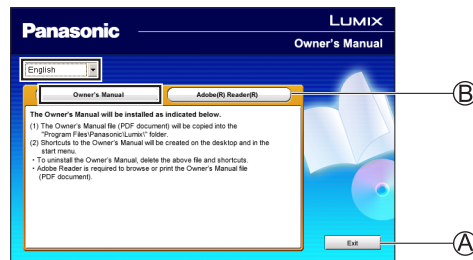 Panasonic
LUMIX
Owner's Manual
English
Owner's Manual
Adobe(R) Reader(R)
B
The Owner's Manual will be installed as indicated below.
(1) The Owner's Manual file (PDF document) will be copied into the
"Program Files\Panasonic\Lumix\" folder.
(2) Shortcuts to the Owner's Manual will be created on the desktop and in the
start menu.
・To uninstall the Owner's Manual, delete the above file and shortcuts.
・Adobe Reader is required to browse or print the Owner's Manual file
(PDF document).
Exit
A